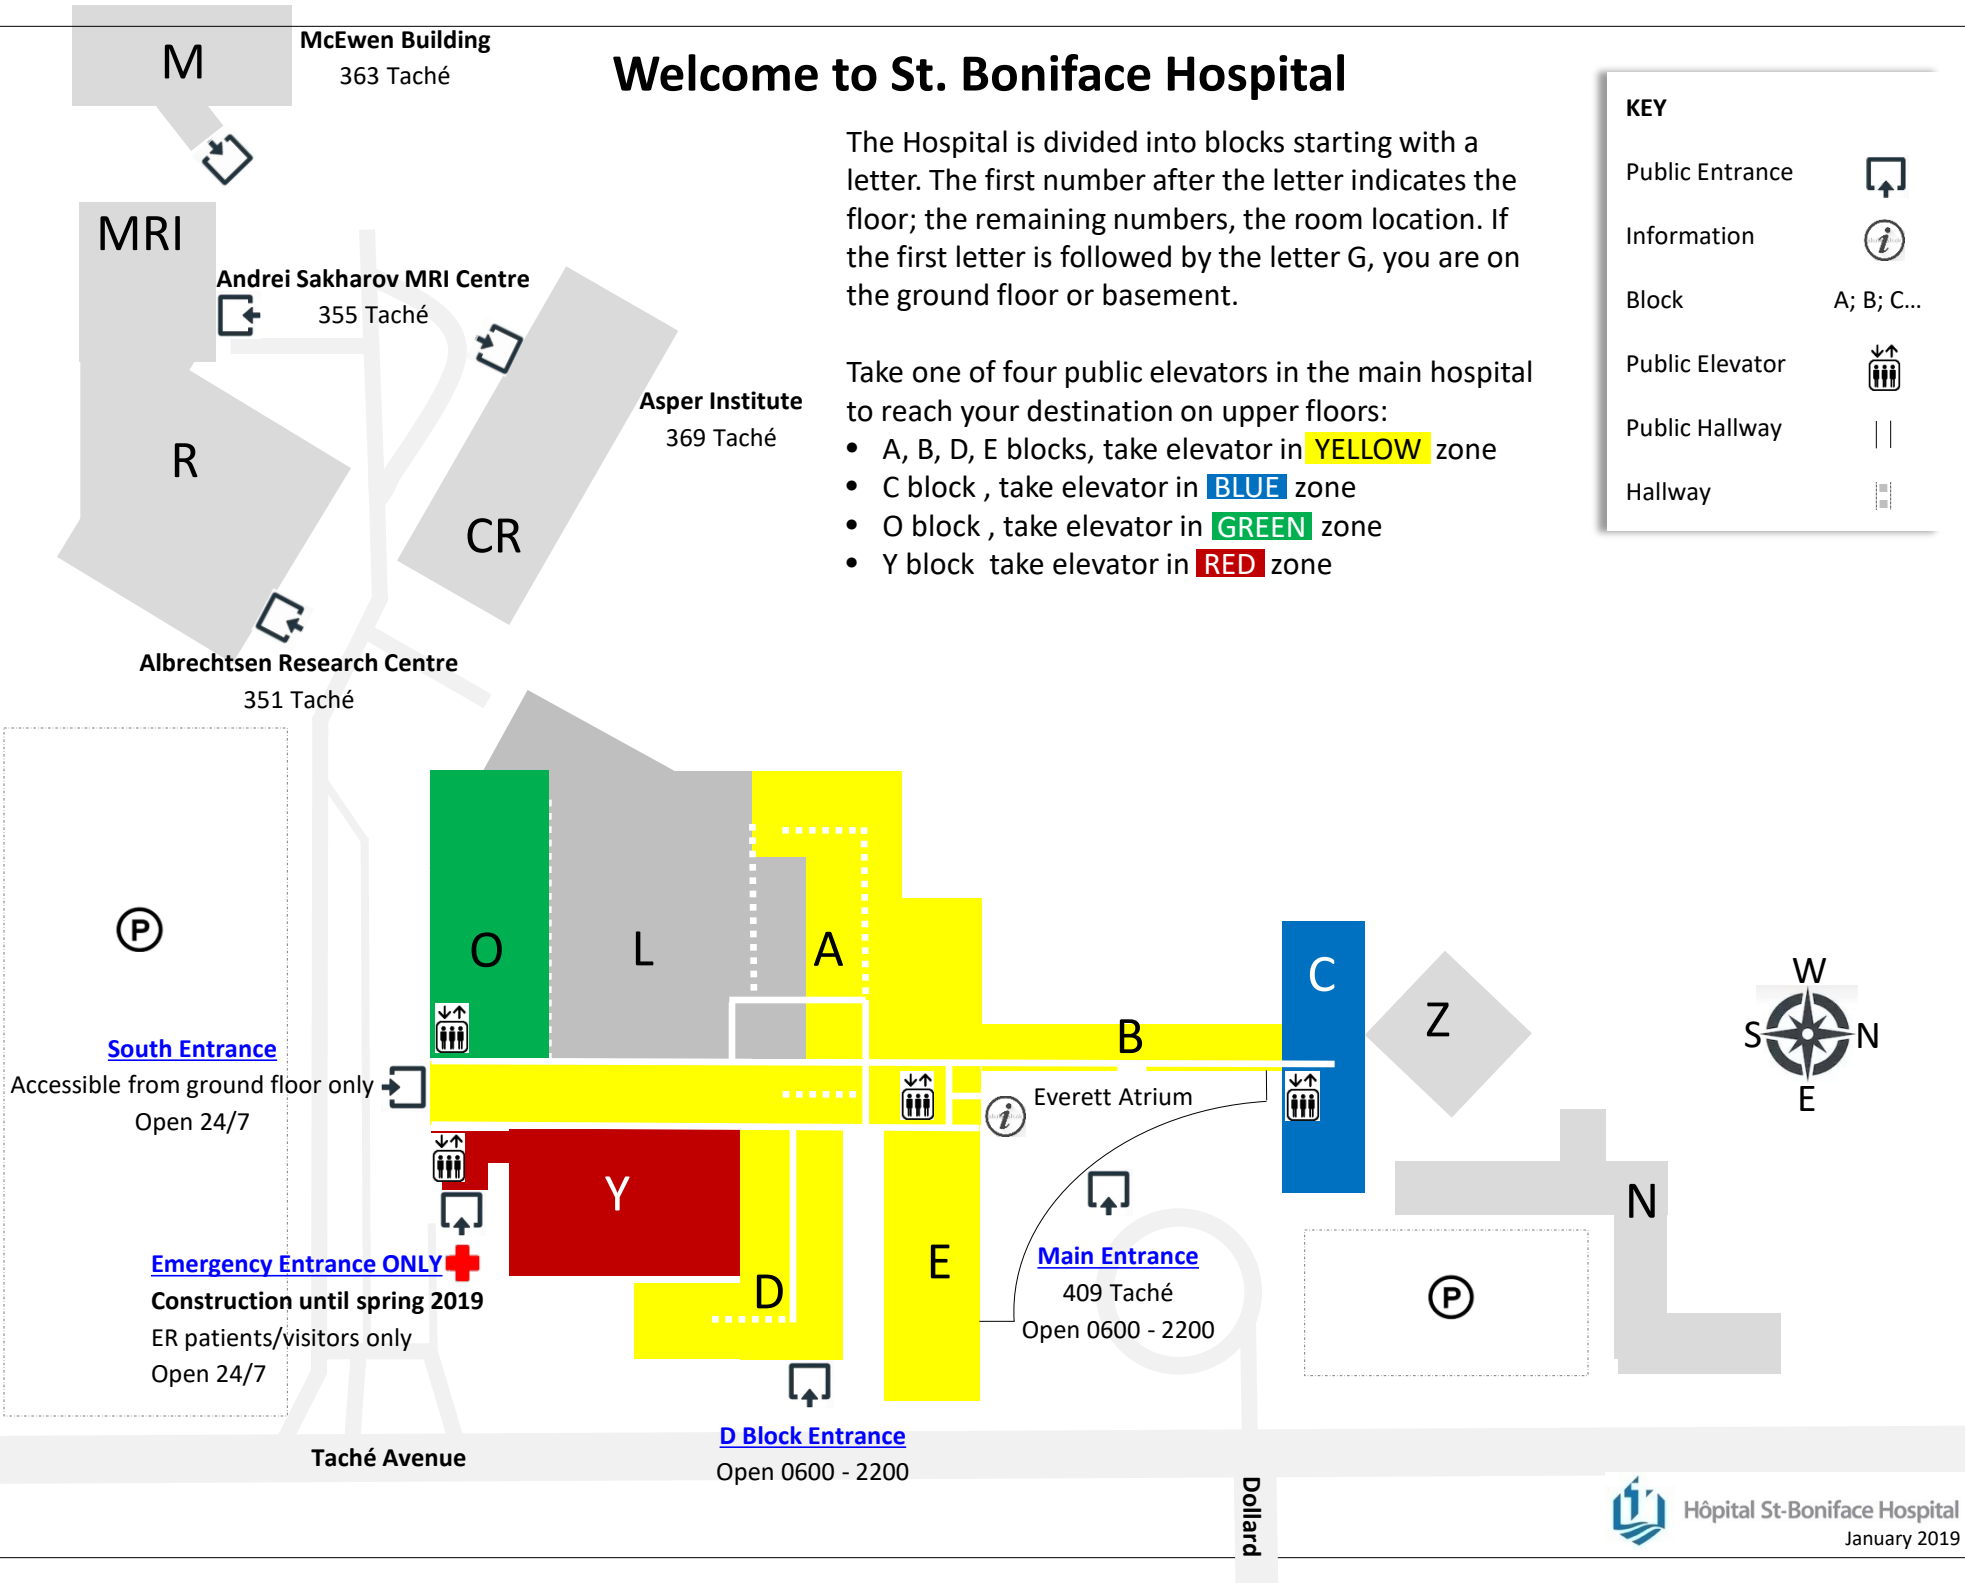 Welcome to St. Boniface Hospital
M
McEwen Building
363 Taché
MRI
Andrei Sakharov MRI Centre
355 Taché
Asper Institute
369 Taché
R
CR
Albrechtsen Research Centre
351 Taché
The Hospital is divided into blocks starting with a
letter. The first number after the letter indicates the
floor; the remaining numbers, the room location. If
the first letter is followed by the letter G, you are on
the ground floor or basement.
Take one of four public elevators in the main hospital
to reach your destination on upper floors:
• A, B, D, E blocks, take elevator in YELLOW zone
• C block , take elevator in BLUE zone
• O block , take elevator in GREEN zone
• Y block take elevator in RED zone
KEY
Public Entrance
Information i
Block A; B; C...
Public Elevator
Public Hallway
Hallway
P
O
L
A
B
C
Z
W
S N
E
South Entrance
Accessible from ground floor only
Open 24/7
Everett Atrium
i
Y
D
E
N
P
Emergency Entrance ONLY
Construction until spring 2019
ER patients/visitors only
Open 24/7
Main Entrance
409 Taché
Open 0600 - 2200
D Block Entrance
Open 0600 - 2200
Taché Avenue
Dollard
Hôpital St-Boniface Hospital
January 2019